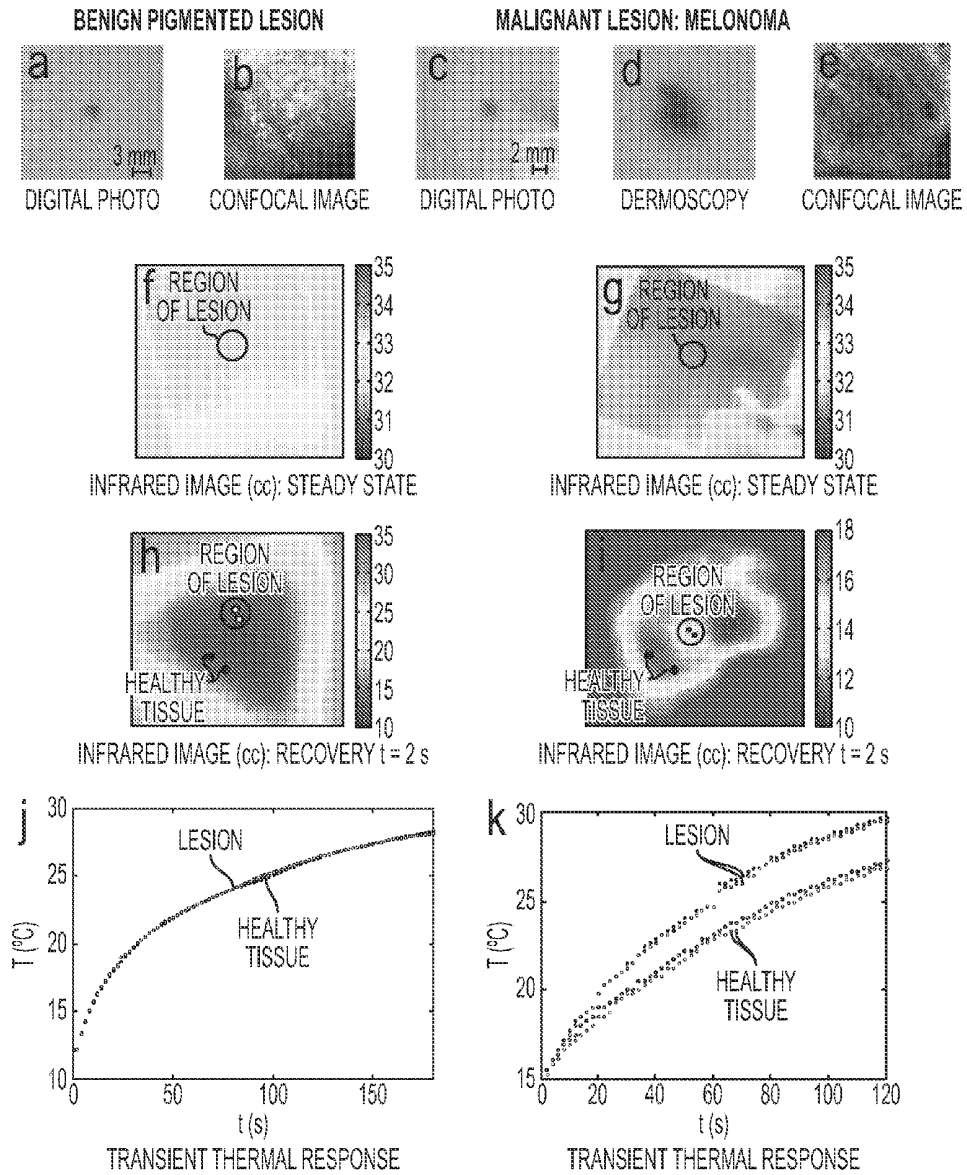 BENIGN PIGMENTED LESION
MALIGNANT LESION: MELONOMA
a
b
c
d
e
3 mm
2 mm
DIGITAL PHOTO
CONFOCAL IMAGE
DIGITAL PHOTO
DERMOSCOPY
CONFOCAL IMAGE
f
REGION
OF LESION
35
34
33
32
31
30
INFRARED IMAGE (cc): STEADY STATE
g
REGION
OF LESION
35
34
33
32
31
30
INFRARED IMAGE (cc): STEADY STATE
h
REGION
OF LESION
HEALTHY
TISSUE
35
30
25
20
15
10
INFRARED IMAGE (cc): RECOVERY t = 2 s
i
REGION
OF LESION
HEALTHY
TISSUE
18
16
14
12
10
INFRARED IMAGE (cc): RECOVERY t = 2 s
j
30
25
20
15
10
T (ºC)
LESION
HEALTHY
TISSUE
0
50
100
150
t (s)
TRANSIENT THERMAL RESPONSE
k
30
25
20
15
T (ºC)
LESION
HEALTHY
TISSUE
0
20
40
60
80
100
120
t (s)
TRANSIENT THERMAL RESPONSE